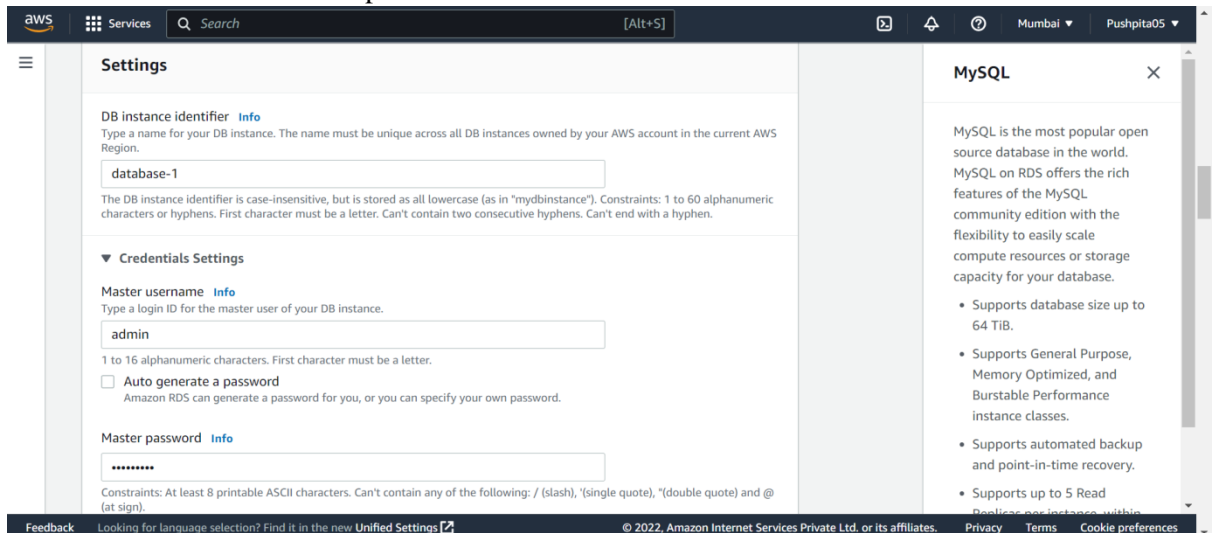 aws
Services
Search
[Alt+S]
Mumbai ▼
Pushpita05 ▼
Settings
DB instance identifier Info
Type a name for your DB instance. The name must be unique across all DB instances owned by your AWS account in the current AWS
Region.
database-1
The DB instance identifier is case-insensitive, but is stored as all lowercase (as in "mydbinstance"). Constraints: 1 to 60 alphanumeric
characters or hyphens. First character must be a letter. Can't contain two consecutive hyphens. Can't end with a hyphen.
▼ Credentials Settings
Master username Info
Type a login ID for the master user of your DB instance.
admin
1 to 16 alphanumeric characters. First character must be a letter.
Auto generate a password
Amazon RDS can generate a password for you, or you can specify your own password.
Master password Info
•••••••••
Constraints: At least 8 printable ASCII characters. Can't contain any of the following: / (slash), '(single quote), "(double quote) and @
(at sign).
MySQL
MySQL is the most popular open
source database in the world.
MySQL on RDS offers the rich
features of the MySQL
community edition with the
flexibility to easily scale
compute resources or storage
capacity for your database.
• Supports database size up to
64 TiB.
• Supports General Purpose,
Memory Optimized, and
Burstable Performance
instance classes.
• Supports automated backup
and point-in-time recovery.
• Supports up to 5 Read
Replicas per instance, within
Feedback
Looking for language selection? Find it in the new Unified Settings
© 2022, Amazon Internet Services Private Ltd. or its affiliates.
Privacy
Terms
Cookie preferences